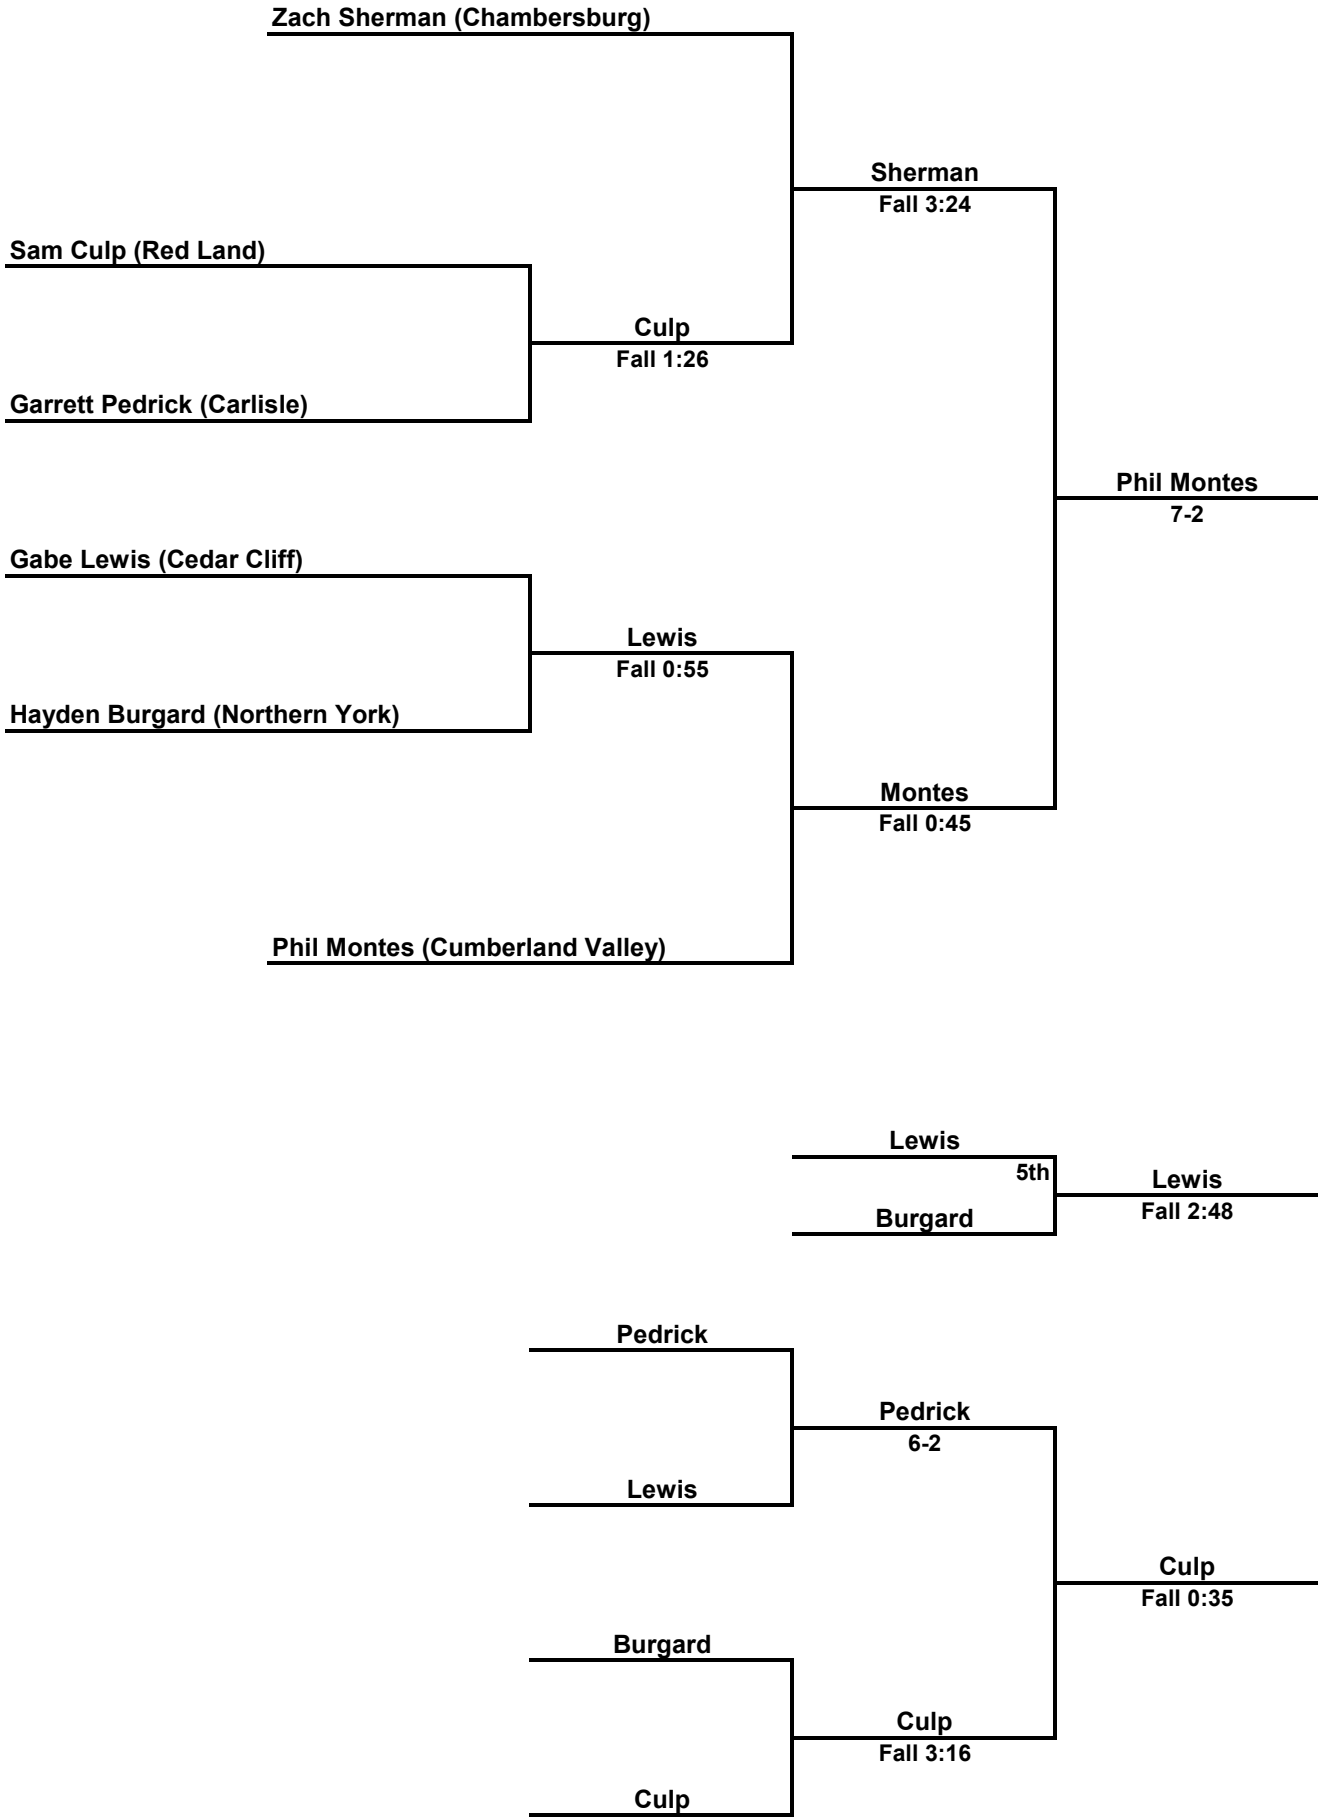 Zach Sherman (Chambersburg)
Sherman
Fall 3:24
Sam Culp (Red Land)
Culp
Fall 1:26
Garrett Pedrick (Carlisle)
Phil Montes
7-2
Gabe Lewis (Cedar Cliff)
Lewis
Fall 0:55
Hayden Burgard (Northern York)
Montes
Fall 0:45
Phil Montes (Cumberland Valley)
Lewis
5th
Lewis
Fall 2:48
Burgard
Pedrick
Pedrick
6-2
Lewis
Culp
Fall 0:35
Burgard
Culp
Fall 3:16
Culp